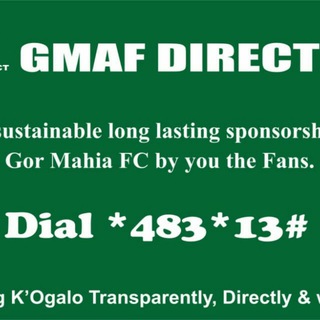 CT GMAF DIRECT
sustainable long lasting sponsorsh
Gor Mahia FC by you the Fans.
Dial *483*13#
g K'Ogalo Transparently, Directly & v